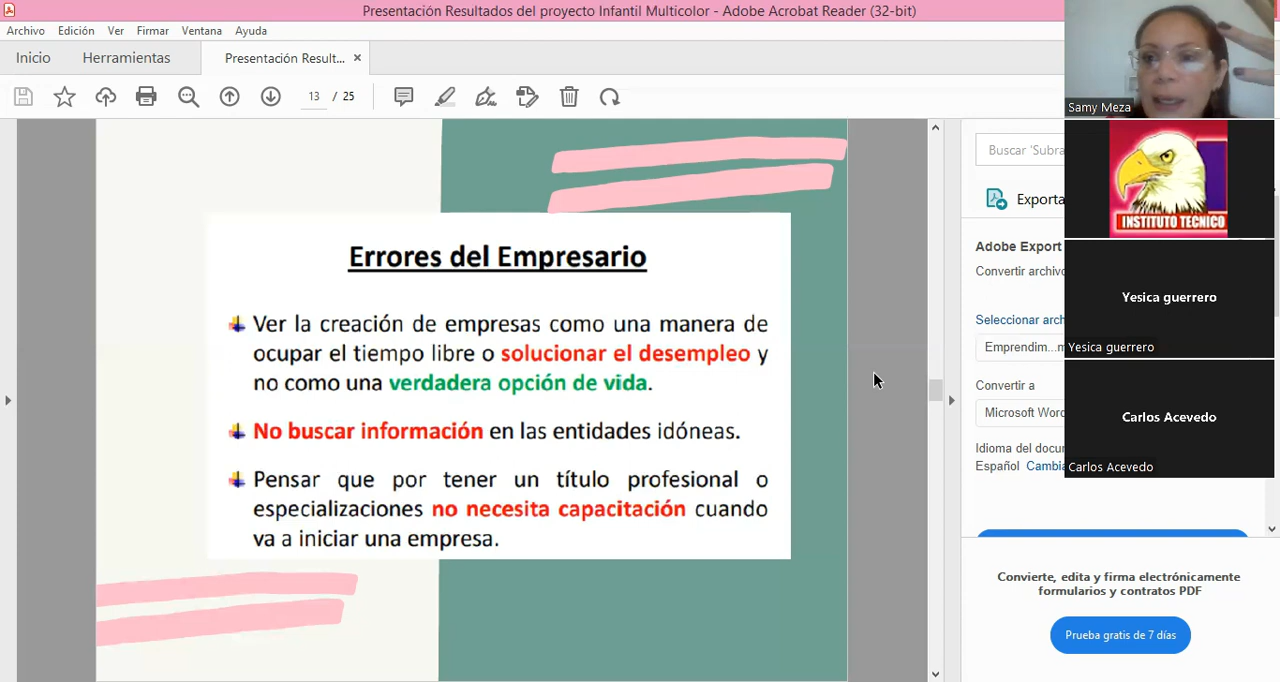 Presentación Resultados del proyecto Infantil Multicolor - Adobe Acrobat Reader (32-bit)
Archivo Edición Ver Firmar Ventana Ayuda
Inicio Herramientas Presentación Result... ×
13 / 25
Errores del Empresario
Ver la creación de empresas como una manera de
ocupar el tiempo libre o solucionar el desempleo y
no como una verdadera opción de vida.
No buscar información en las entidades idóneas.
Pensar que por tener un título profesional o
especializaciones no necesita capacitación cuando
va a iniciar una empresa.
Buscar 'Subra
Exporta
Adobe Export
Convertir archivo
Seleccionar arch
Emprendim...m
Convertir a
Microsoft Word
Idioma del docum
Español Cambia
Convierte, edita y firma electrónicamente
formularios y contratos PDF
Prueba gratis de 7 días
Samy Meza
INSTITUTO TECNICO
Yesica guerrero
Yesica guerrero
Carlos Acevedo
Carlos Acevedo